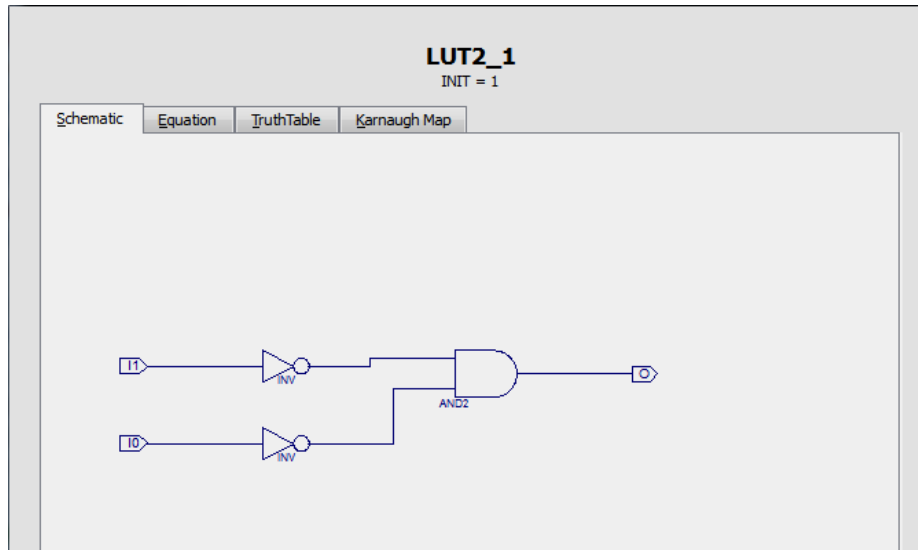 LUT2_1
INIT = 1
Schematic Equation TruthTable Karnaugh Map
I1
INV
AND2
O
I0
INV